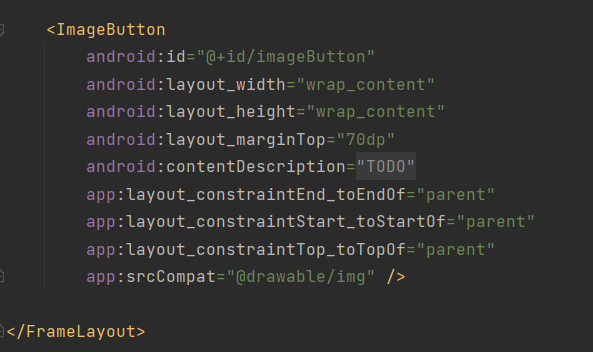 <ImageButton
android:id="@+id/imageButton"
android:layout_width="wrap_content"
android:layout_height="wrap_content"
android:layout_marginTop="70dp"
android:contentDescription="TODO"
app:layout_constraintEnd_toEndOf="parent"
app:layout_constraintStart_toStartOf="parent"
app:layout_constraintTop_toTopOf="parent"
app:srcCompat="@drawable/img" />
</FrameLayout>